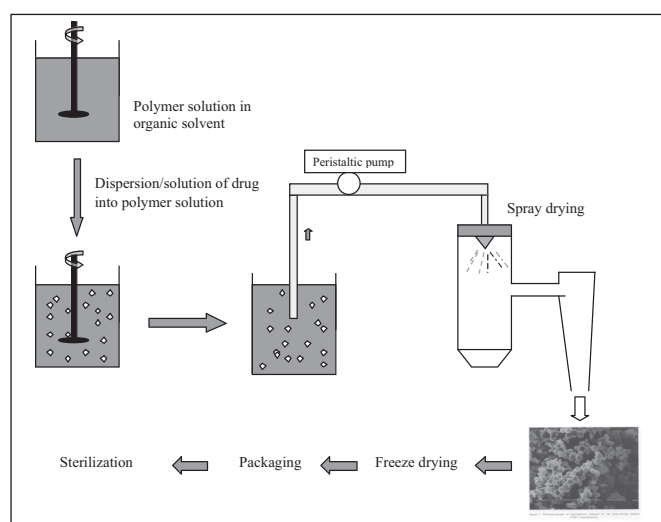 Polymer solution in
organic solvent
Dispersion/solution of drug
into polymer solution
Peristaltic pump
Spray drying
Sterilization
Packaging
Freeze drying